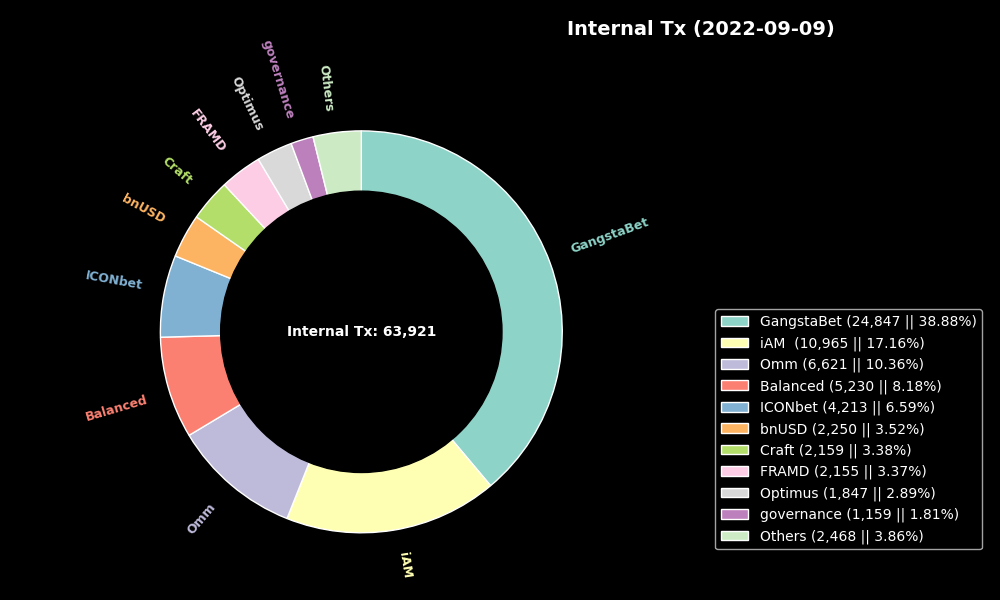 Internal Tx (2022-09-09)
governance
Others
Optimus
FRAMD
Craft
bnUSD
GangstaBet
ICONbet
Internal Tx: 63,921
Balanced
Omm
iAM
GangstaBet (24,847 || 38.88%)
iAM  (10,965 || 17.16%)
Omm (6,621 || 10.36%)
Balanced (5,230 || 8.18%)
ICONbet (4,213 || 6.59%)
bnUSD (2,250 || 3.52%)
Craft (2,159 || 3.38%)
FRAMD (2,155 || 3.37%)
Optimus (1,847 || 2.89%)
governance (1,159 || 1.81%)
Others (2,468 || 3.86%)